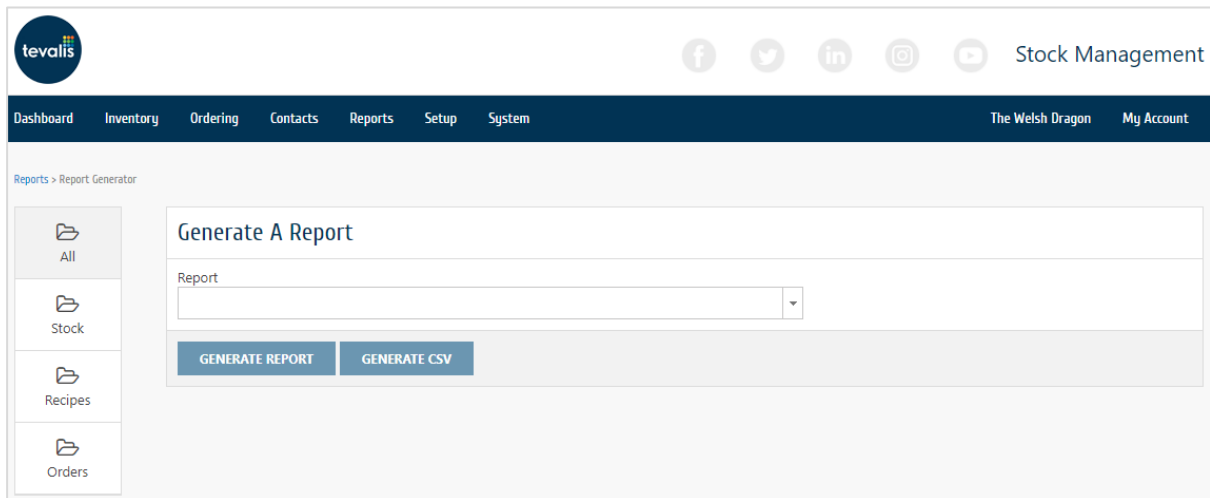 tevalis
Stock Management
Dashboard Inventory Ordering Contacts Reports Setup System The Welsh Dragon My Account
Reports > Report Generator
All
Stock
Recipes
Orders
Generate A Report
Report
GENERATE REPORT GENERATE CSV